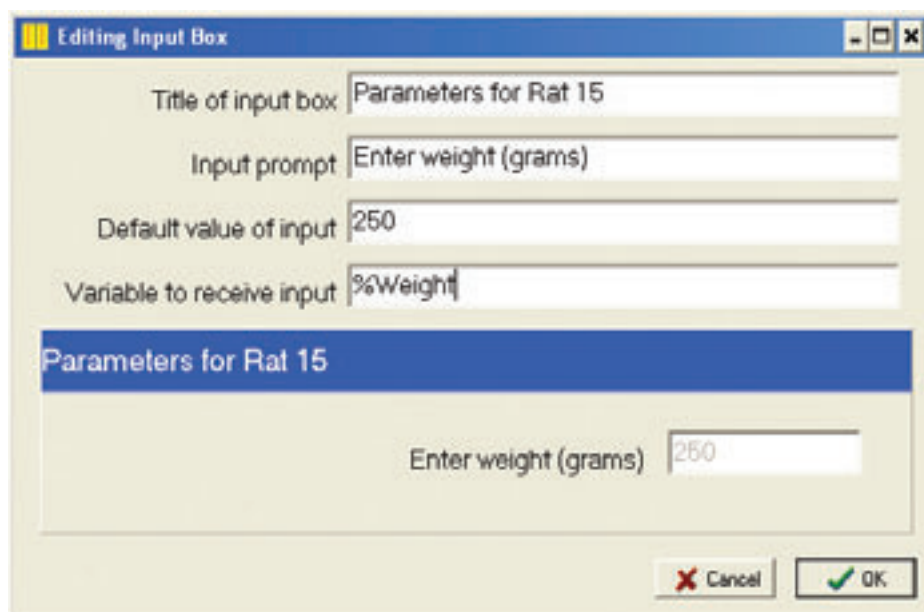 Editing Input Box
Title of input box Parameters for Rat 15
Input prompt Enter weight (grams)
Default value of input 250
Variable to receive input %Weight
Parameters for Rat 15
Enter weight (grams) 250
Cancel OK